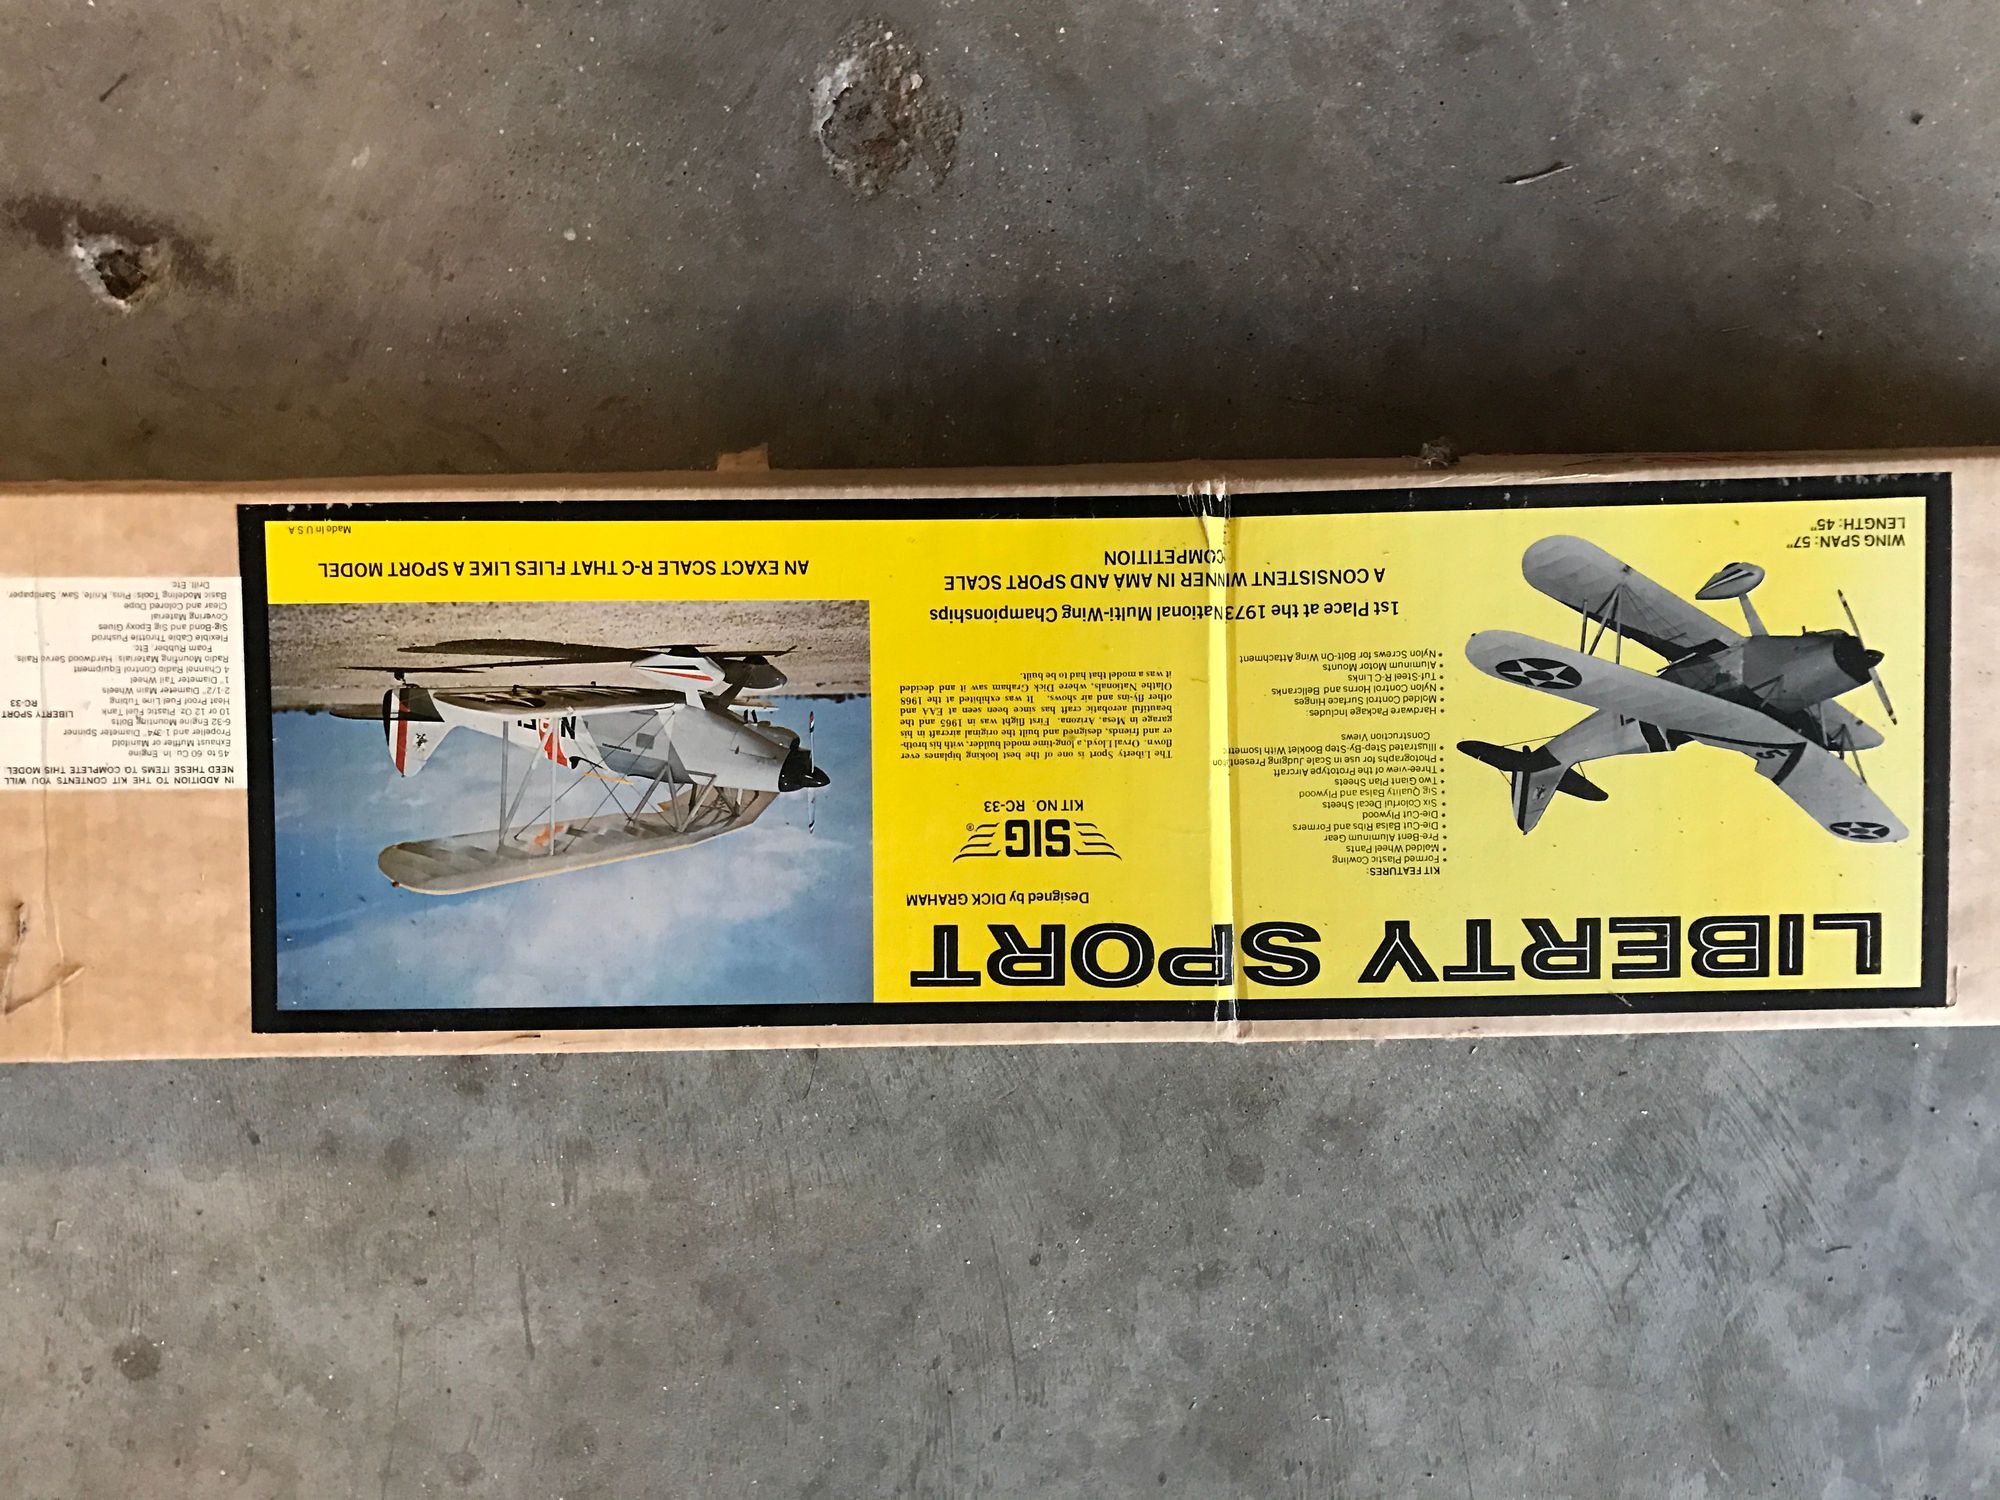 LIBERTY SPORT
Designed by DICK GRAHAM
SIG®
KIT NO. RC-33
KIT FEATURES:
• Formed Plastic Cowling
• Molded Wheel Pants
• Pre-Bent Aluminum Gear
• Die-Cut Balsa Ribs and Formers
• Die-Cut Plywood
• Six Colorful Decal Sheets
• Sig Quality Balsa and Plywood
• Two Giant Plan Sheets
• Three-view of the Prototype Aircraft
• Photographs for use in Scale Judging Presentation
• Illustrated Step-By-Step Booklet With Isometric
Construction Views
• Hardware Package Includes:
• Molded Control Surface Hinges
• Nylon Control Horns and Bellcranks
• Tuf-Steel R-C Links
• Aluminum Motor Mounts
• Nylon Screws for Bolt-On Wing Attachment
The Liberty Sport is one of the best looking biplanes ever
flown. Orval Lloyd, a long-time model builder, with his broth-
er and friends, designed and built the original aircraft in his
garage in Mesa, Arizona. First flight was in 1965 and the
beautiful aerobatic craft has since been seen at EAA and
other fly-ins and air shows. It was exhibited at the 1968
Olathe Nationals, where Dick Graham saw it and decided
it was a model that had to be built.
1st Place at the 1973 National Multi-Wing Championships
A CONSISTENT WINNER IN AMA AND SPORT SCALE
COMPETITION
WING SPAN: 57"
LENGTH: 45"
AN EXACT SCALE R-C THAT FLIES LIKE A SPORT MODEL
Made in U.S.A.
IN ADDITION TO THE KIT CONTENTS YOU WILL
NEED THESE ITEMS TO COMPLETE THIS MODEL:
45 to 60 Cu. In. Engine
Exhaust Muffler or Manifold
Propeller and 1-3/4" Diameter Spinner
6-32 Engine Mounting Bolts
10 or 12 Oz. Plastic Fuel Tank
Heat Proof Fuel Line Tubing
2-1/2" Diameter Main Wheels
1" Diameter Tail Wheel
4 Channel Radio Control Equipment
Radio Mounting Materials: Hardwood Servo Rails,
Foam Rubber, Etc.
Flexible Cable Throttle Pushrod
Sig-Bond and Sig Epoxy Glues
Covering Material
Clear and Colored Dope
Basic Modeling Tools: Pins, Knife, Saw, Sandpaper,
Drill, Etc.
LIBERTY SPORT
RC-33